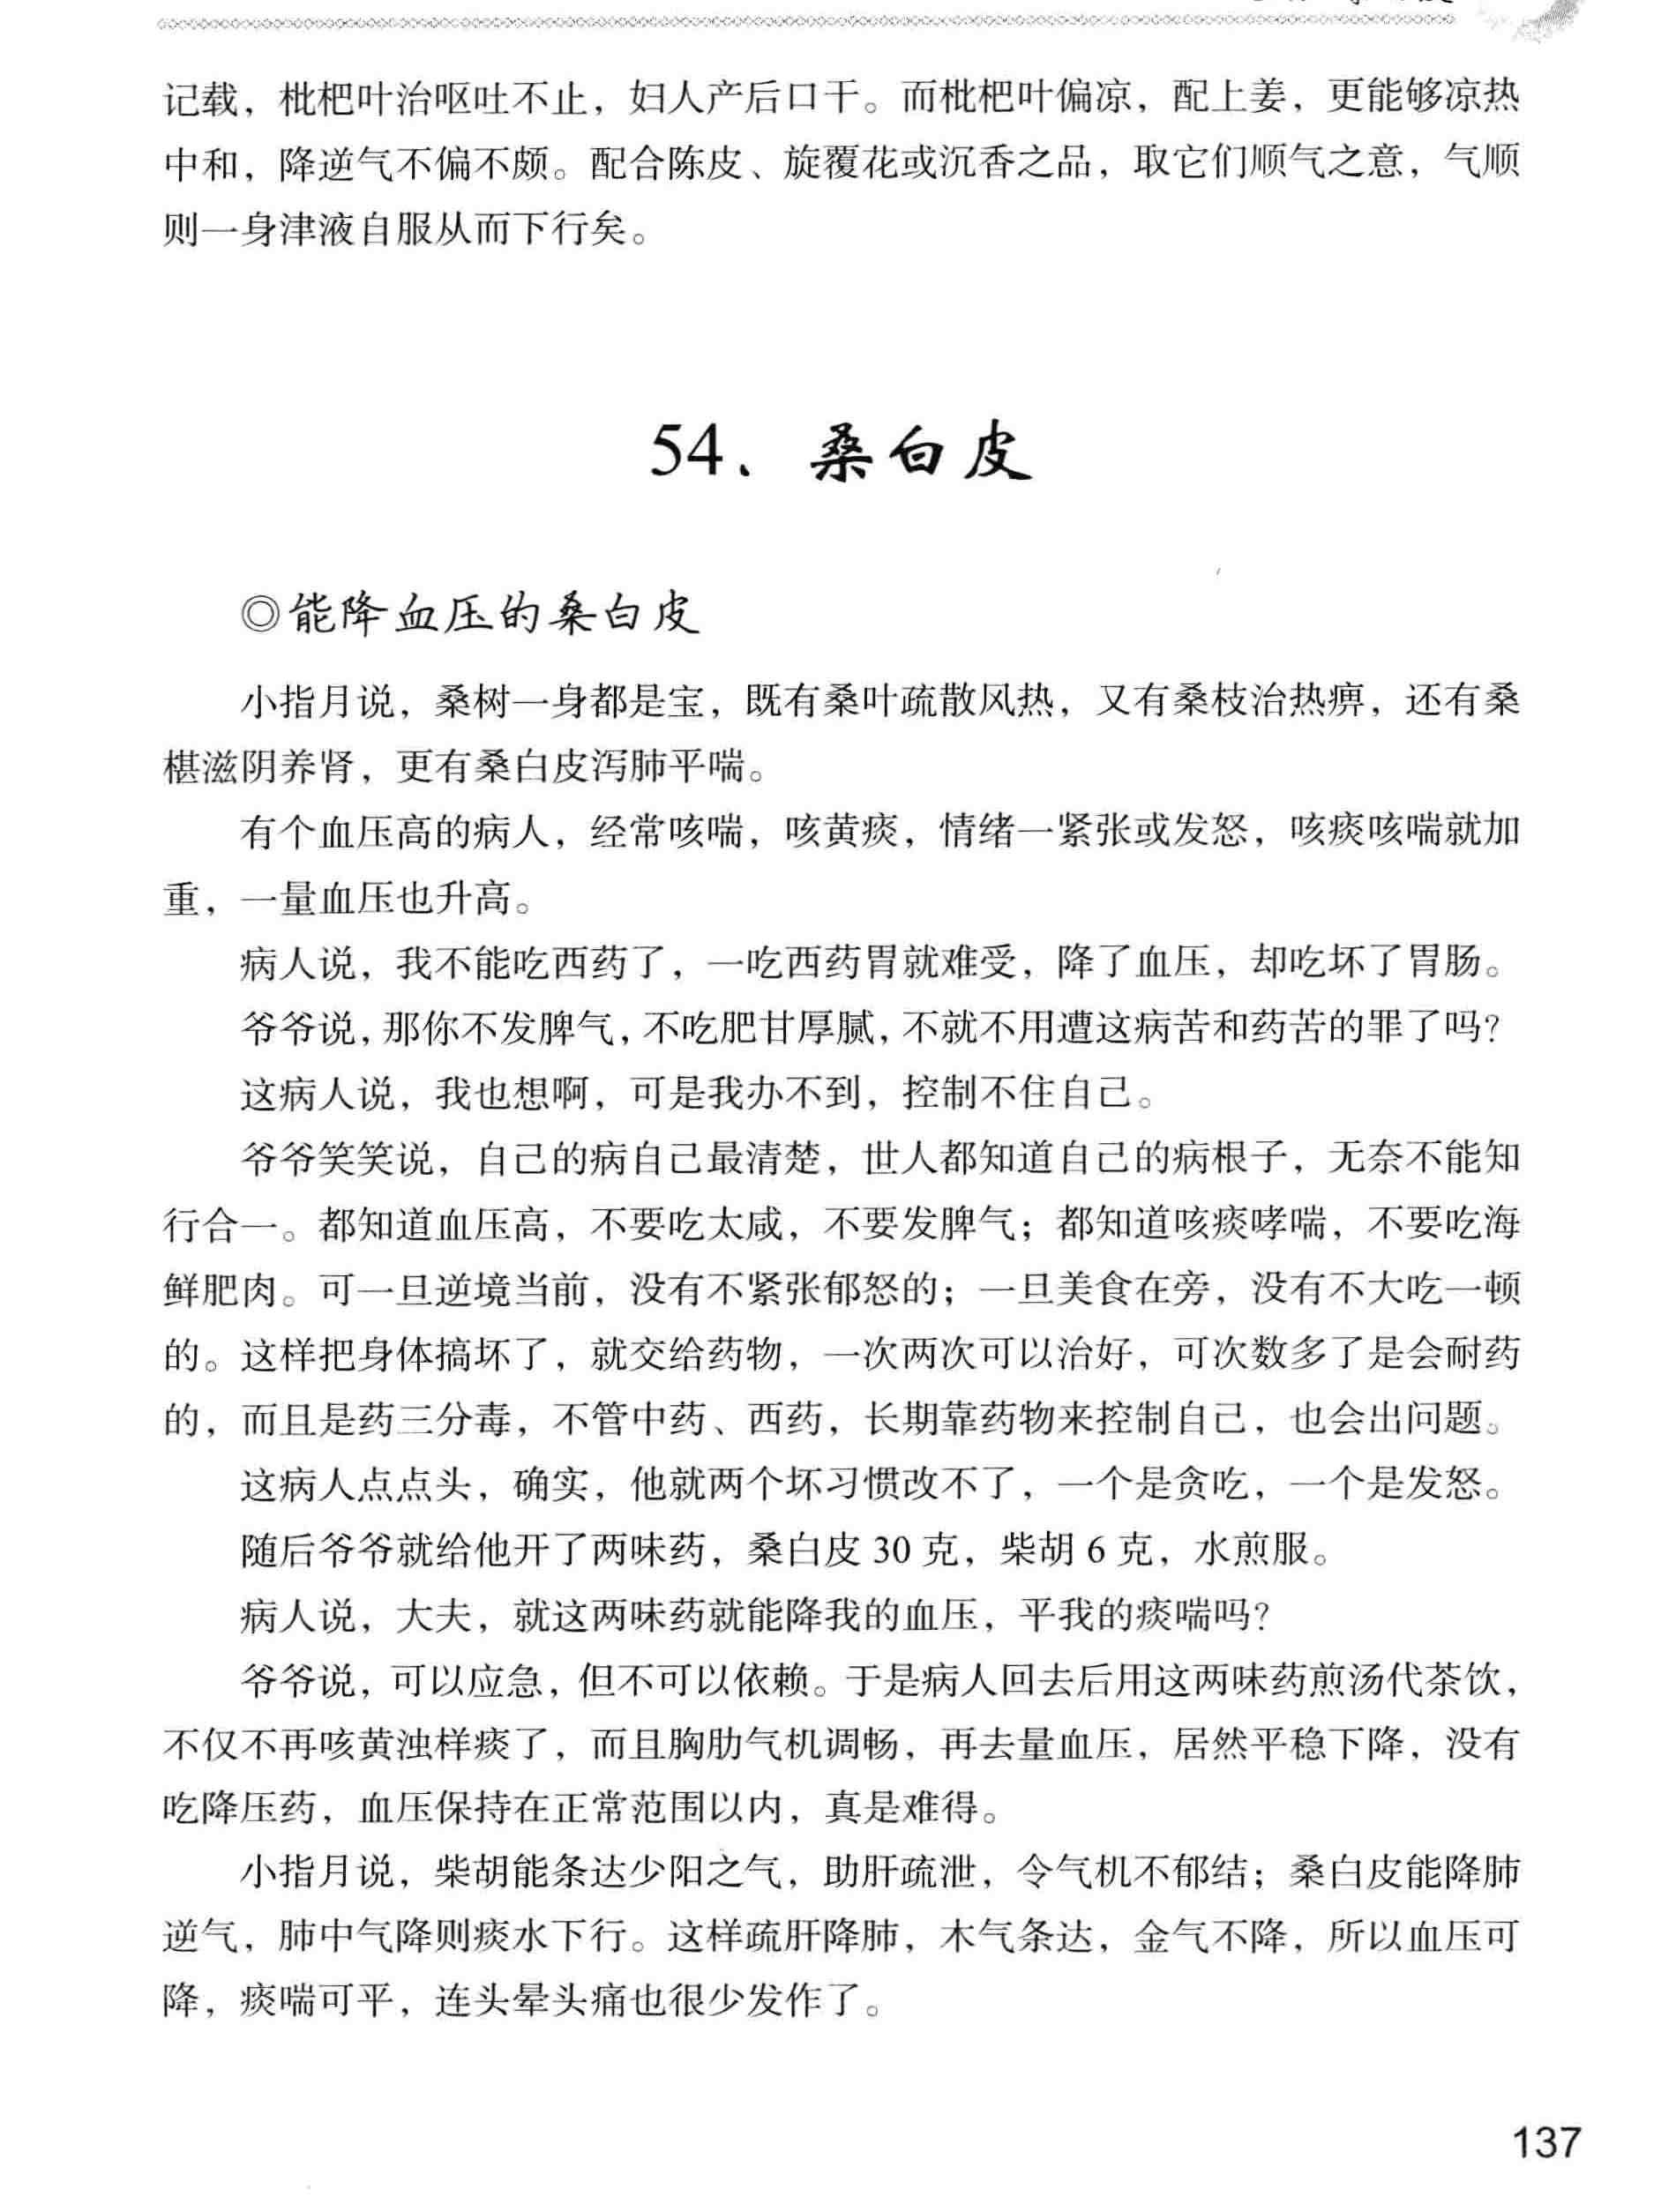 记载，枇杷叶治呕吐不止，妇人产后口干。而枇杷叶偏凉，配上姜，更能够凉热
中和，降逆气不偏不颇。配合陈皮、旋覆花或沉香之品，取它们顺气之意，气顺
则一身津液自服从而下行矣。
54、桑白皮
◎能降血压的桑白皮
小指月说，桑树一身都是宝，既有桑叶疏散风热，又有桑枝治热痹，还有桑
椹滋阴养肾，更有桑白皮泻肺平喘。
有个血压高的病人，经常咳喘，咳黄痰，情绪一紧张或发怒，咳痰咳喘就加
重，一量血压也升高。
病人说，我不能吃西药了，一吃西药胃就难受，降了血压，却吃坏了胃肠。
爷爷说，那你不发脾气，不吃肥甘厚腻，不就不用遭这病苦和药苦的罪了吗？
这病人说，我也想啊，可是我办不到，控制不住自己。
爷爷笑笑说，自己的病自己最清楚，世人都知道自己的病根子，无奈不能知
行合一。都知道血压高，不要吃太咸，不要发脾气；都知道咳痰哮喘，不要吃海
鲜肥肉。可一旦逆境当前，没有不紧张郁怒的；一旦美食在旁，没有不大吃一顿
的。这样把身体搞坏了，就交给药物，一次两次可以治好，可次数多了是会耐药
的，而且是药三分毒，不管中药、西药，长期靠药物来控制自己，也会出问题。
这病人点点头，确实，他就两个坏习惯改不了，一个是贪吃，一个是发怒。
随后爷爷就给他开了两味药，桑白皮 30 克，柴胡 6 克，水煎服。
病人说，大夫，就这两味药就能降我的血压，平我的痰喘吗？
爷爷说，可以应急，但不可以依赖。于是病人回去后用这两味药煎汤代茶饮，
不仅不再咳黄浊样痰了，而且胸肋气机调畅，再去量血压，居然平稳下降，没有
吃降压药，血压保持在正常范围以内，真是难得。
小指月说，柴胡能条达少阳之气，助肝疏泄，令气机不郁结；桑白皮能降肺
逆气，肺中气降则痰水下行。这样疏肝降肺，木气条达，金气不降，所以血压可
降，痰喘可平，连头晕头痛也很少发作了。
137